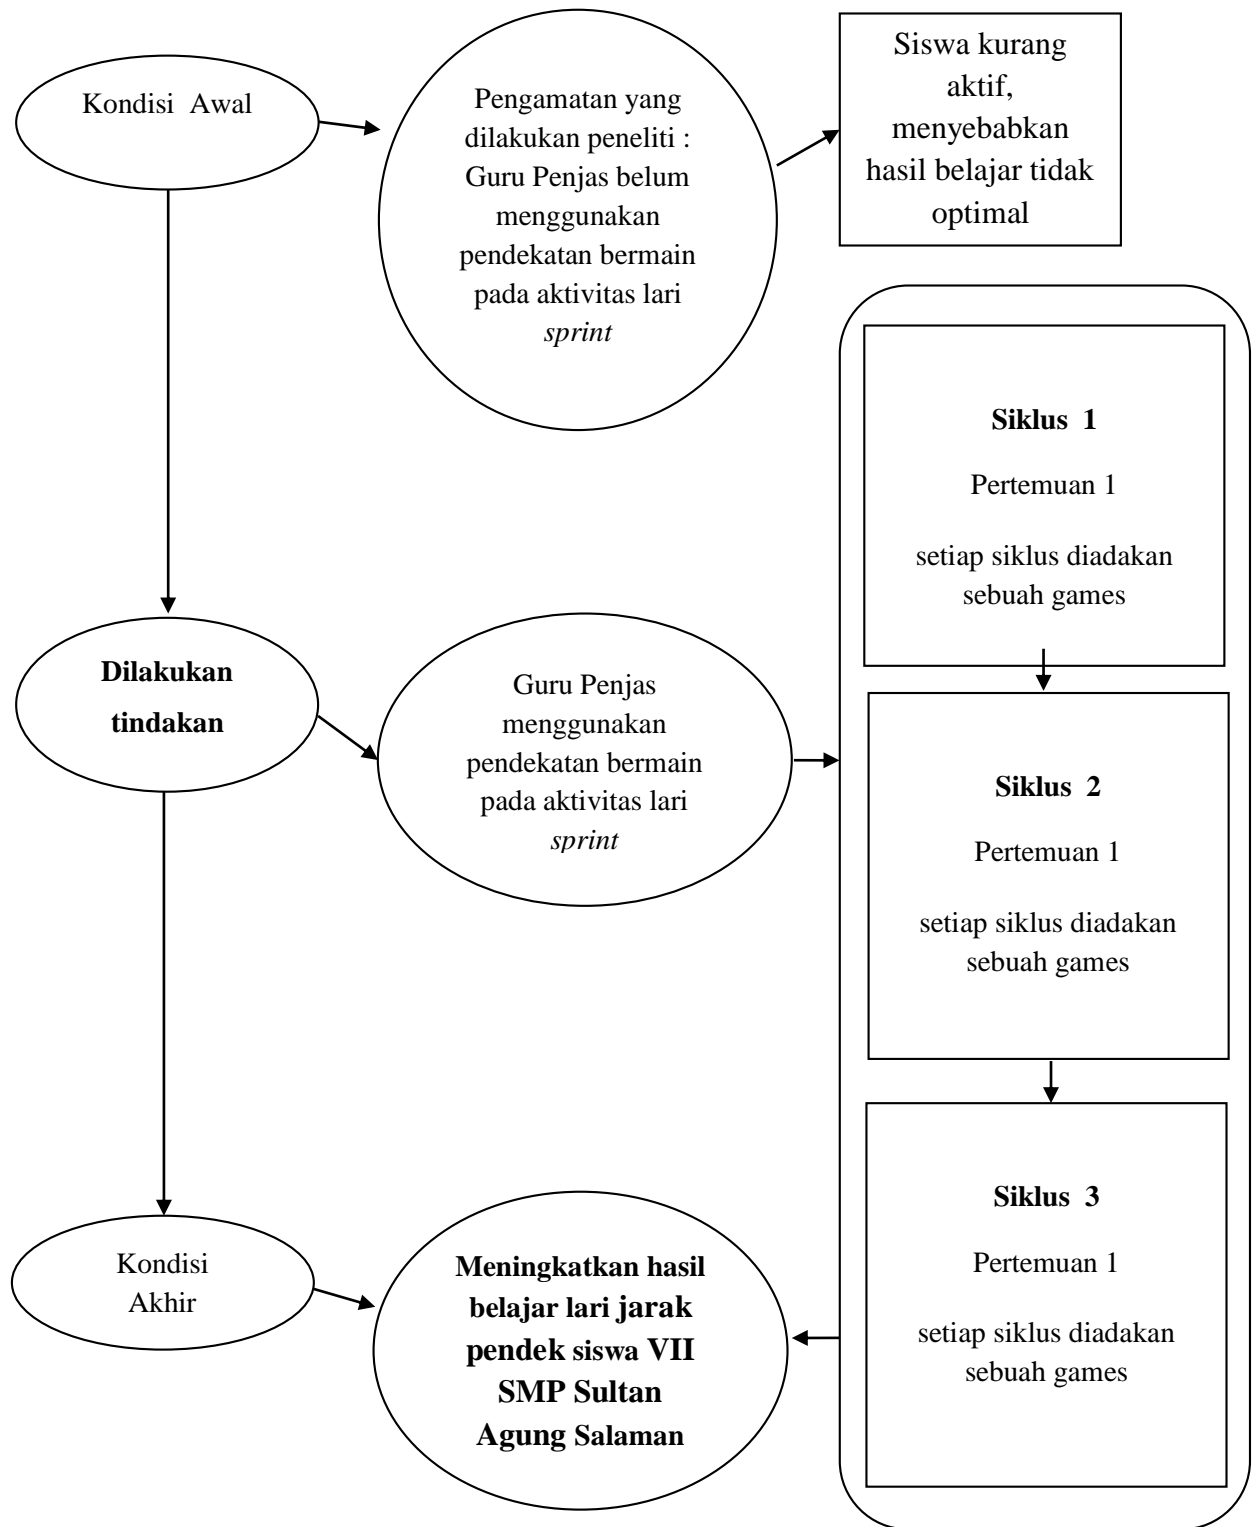 Kondisi Awal
Pengamatan yang
dilakukan peneliti :
Guru Penjas belum
menggunakan
pendekatan bermain
pada aktivitas lari
sprint
Siswa kurang
aktif,
menyebabkan
hasil belajar tidak
optimal
Dilakukan
tindakan
Guru Penjas
menggunakan
pendekatan bermain
pada aktivitas lari
sprint
Siklus 1
Pertemuan 1
setiap siklus diadakan
sebuah games
Siklus 2
Pertemuan 1
setiap siklus diadakan
sebuah games
Siklus 3
Pertemuan 1
setiap siklus diadakan
sebuah games
Kondisi
Akhir
Meningkatkan hasil
belajar lari jarak
pendek siswa VII
SMP Sultan
Agung Salaman